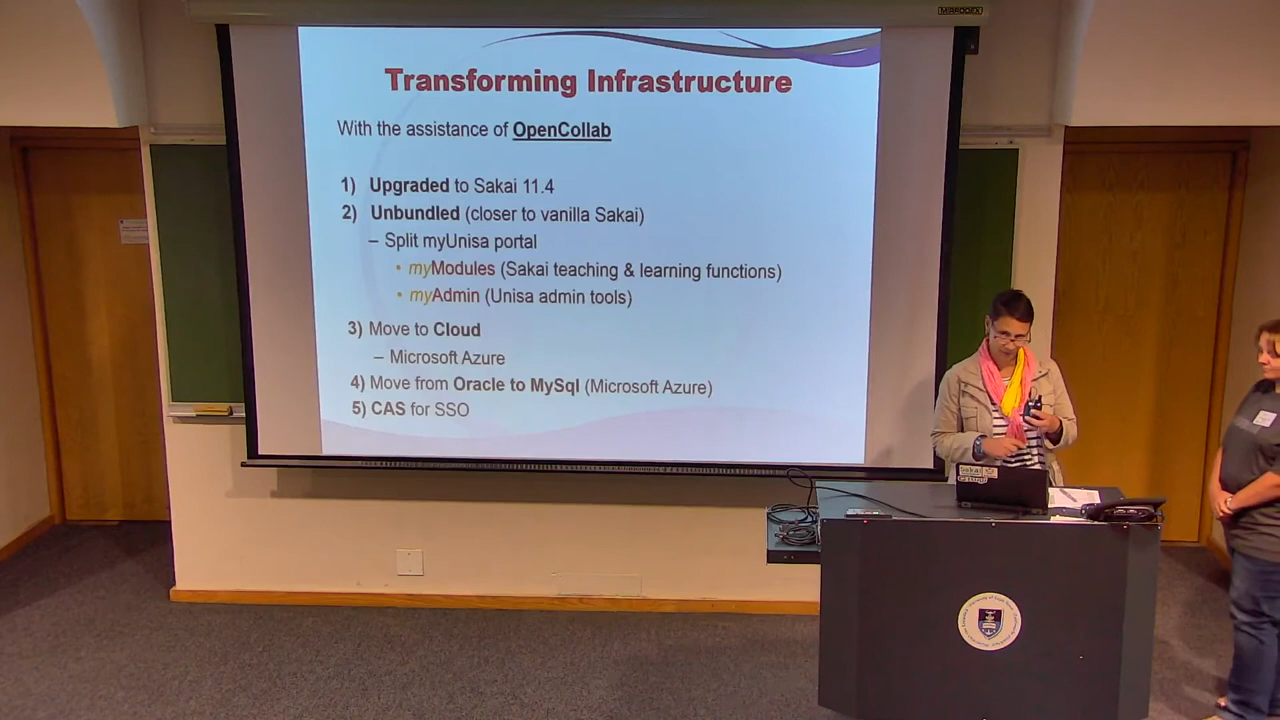 MIRRODEX
Transforming Infrastructure
With the assistance of OpenCollab
1) Upgraded to Sakai 11.4
2) Unbundled (closer to vanilla Sakai)
– Split myUnisa portal
• myModules (Sakai teaching & learning functions)
• myAdmin (Unisa admin tools)
3) Move to Cloud
– Microsoft Azure
4) Move from Oracle to MySql (Microsoft Azure)
5) CAS for SSO
Sakai